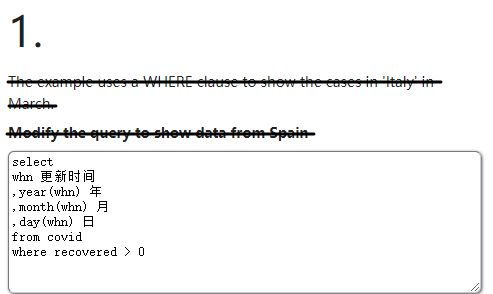 1.
The example uses a WHERE clause to show the cases in 'Italy' in
March.
Modify the query to show data from Spain
select
whn 更新时间
,year(whn) 年
,month(whn) 月
,day(whn) 日
from covid
where recovered > 0